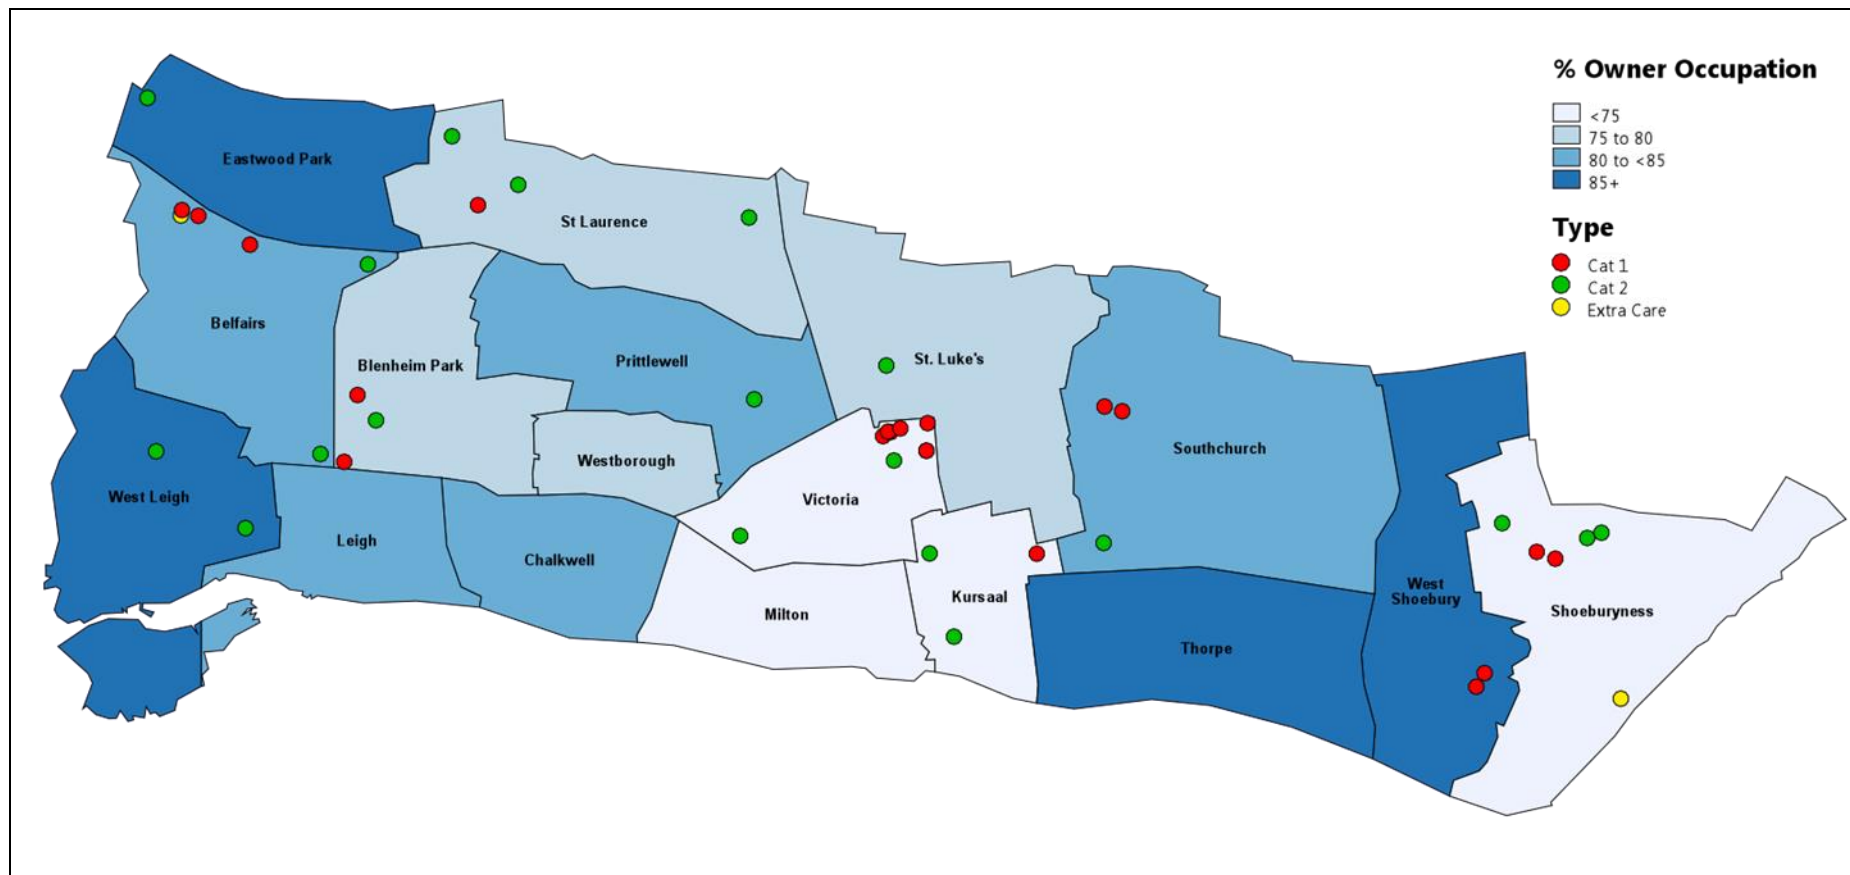 % Owner Occupation
<75
75 to 80
80 to <85
85+
Type
Cat 1
Cat 2
Extra Care
Eastwood Park
St Laurence
Belfairs
Blenheim Park
Prittlewell
St. Luke's
Westborough
Southchurch
West Leigh
Victoria
Leigh
Chalkwell
Milton
Kursaal
West
Shoebury
Shoeburyness
Thorpe